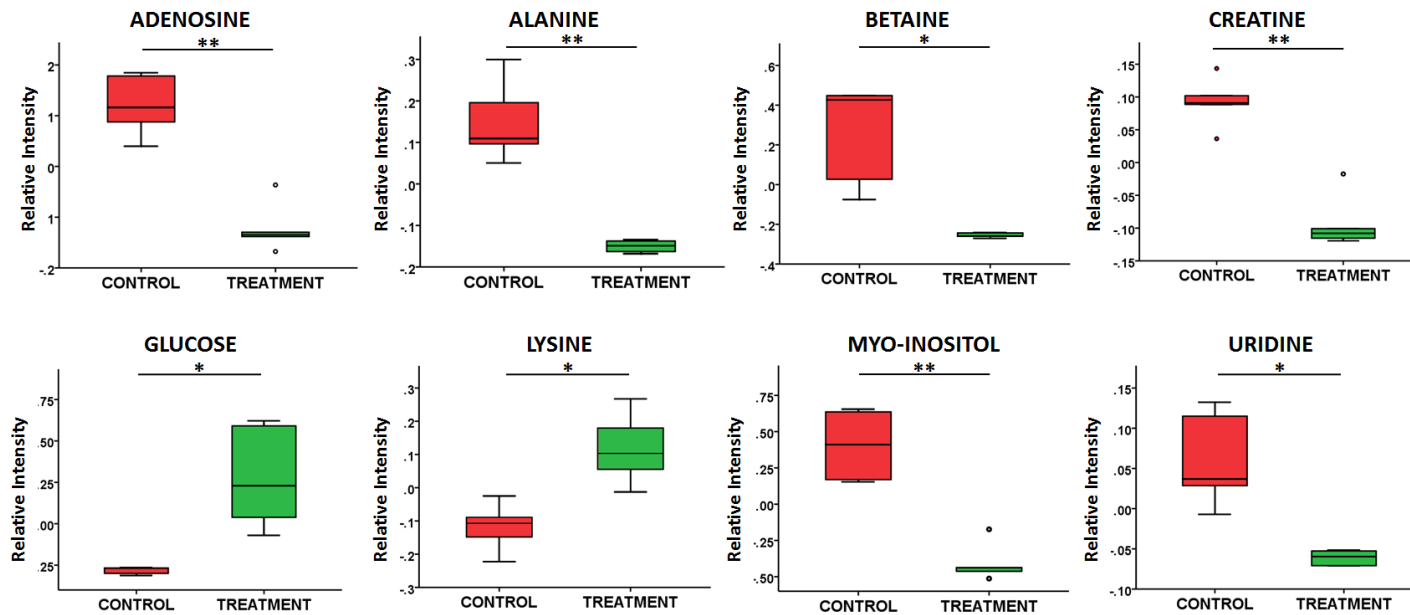 ADENOSINE
**
Relative Intensity
2
1
0
1
-.2
CONTROL TREATMENT
ALANINE
**
Relative Intensity
.3
.2
.1
.0
-.1
-.2
CONTROL TREATMENT
BETAINE
*
Relative Intensity
.6
.4
.2
.0
-.2
-.4
CONTROL TREATMENT
CREATINE
**
Relative Intensity
.15
.10
.05
.00
-.05
-.10
-.15
CONTROL TREATMENT
GLUCOSE
*
Relative Intensity
.75
.50
.25
.00
.25
CONTROL TREATMENT
LYSINE
*
Relative Intensity
.3
.2
.1
.0
-.1
-.2
-.3
CONTROL TREATMENT
MYO-INOSITOL
**
Relative Intensity
.75
.50
.25
.00
-.25
-.50
CONTROL TREATMENT
URIDINE
*
Relative Intensity
.15
.10
.05
.00
-.05
-.10
CONTROL TREATMENT